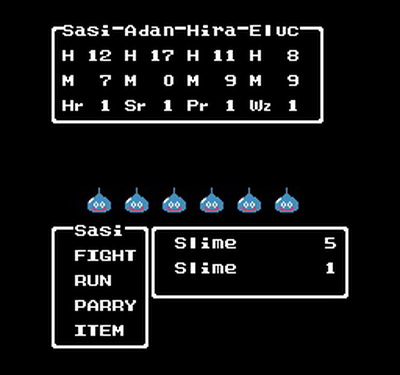 Sasi Adan Hira Eluc
H 12 H 17 H 11 H 8
M 7 M 0 M 9 M 9
Hr 1 Sr 1 Pr 1 Wz 1
Sasi
FIGHT
RUN
PARRY
ITEM
Slime 5
Slime 1